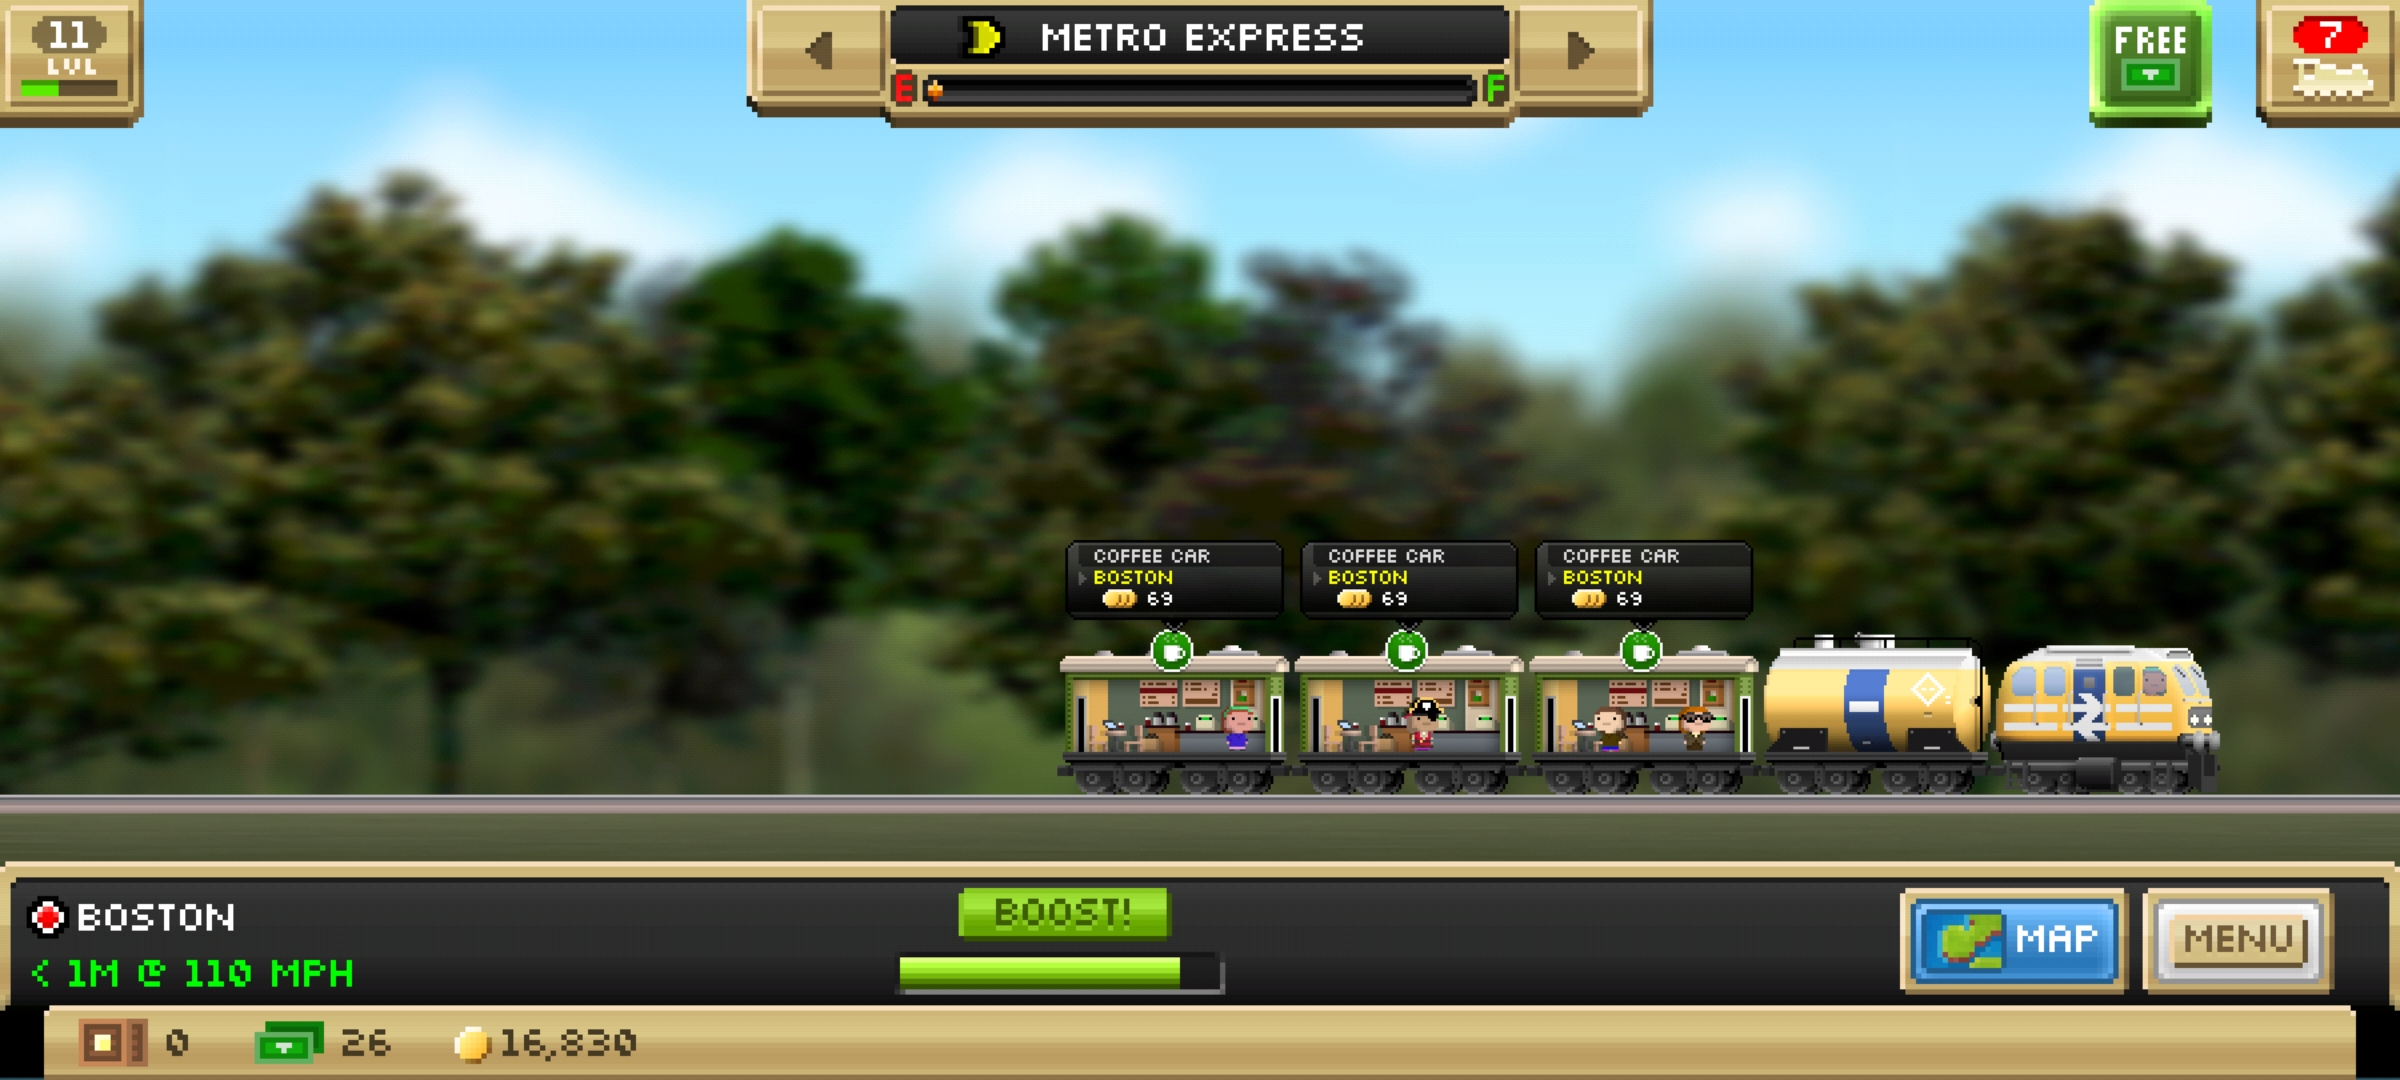 11
LVL
METRO EXPRESS
E F
FREE
7
COFFEE CAR
BOSTON
69
COFFEE CAR
BOSTON
69
COFFEE CAR
BOSTON
69
BOSTON
< 1M @ 110 MPH
BOOST!
MAP
MENU
0
26
16,830